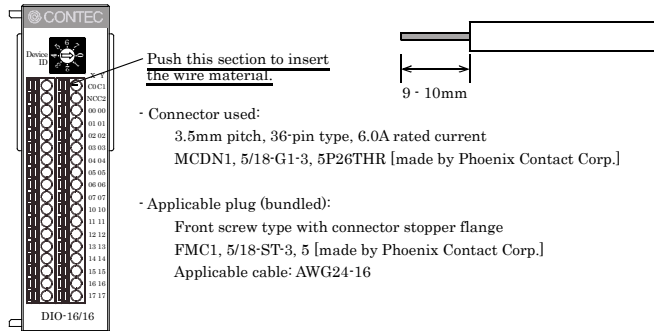 CONTEC
Device
ID
X Y
C0 C1
NC C2
00 00
01 01
02 02
03 03
04 04
05 05
06 06
07 07
10 10
11 11
12 12
13 13
14 14
15 15
16 16
17 17
DIO-16/16
Push this section to insert
the wire material.
9 - 10mm
- Connector used:
3.5mm pitch, 36-pin type, 6.0A rated current
MCDN1, 5/18-G1-3, 5P26THR [made by Phoenix Contact Corp.]
- Applicable plug (bundled):
Front screw type with connector stopper flange
FMC1, 5/18-ST-3, 5 [made by Phoenix Contact Corp.]
Applicable cable: AWG24-16